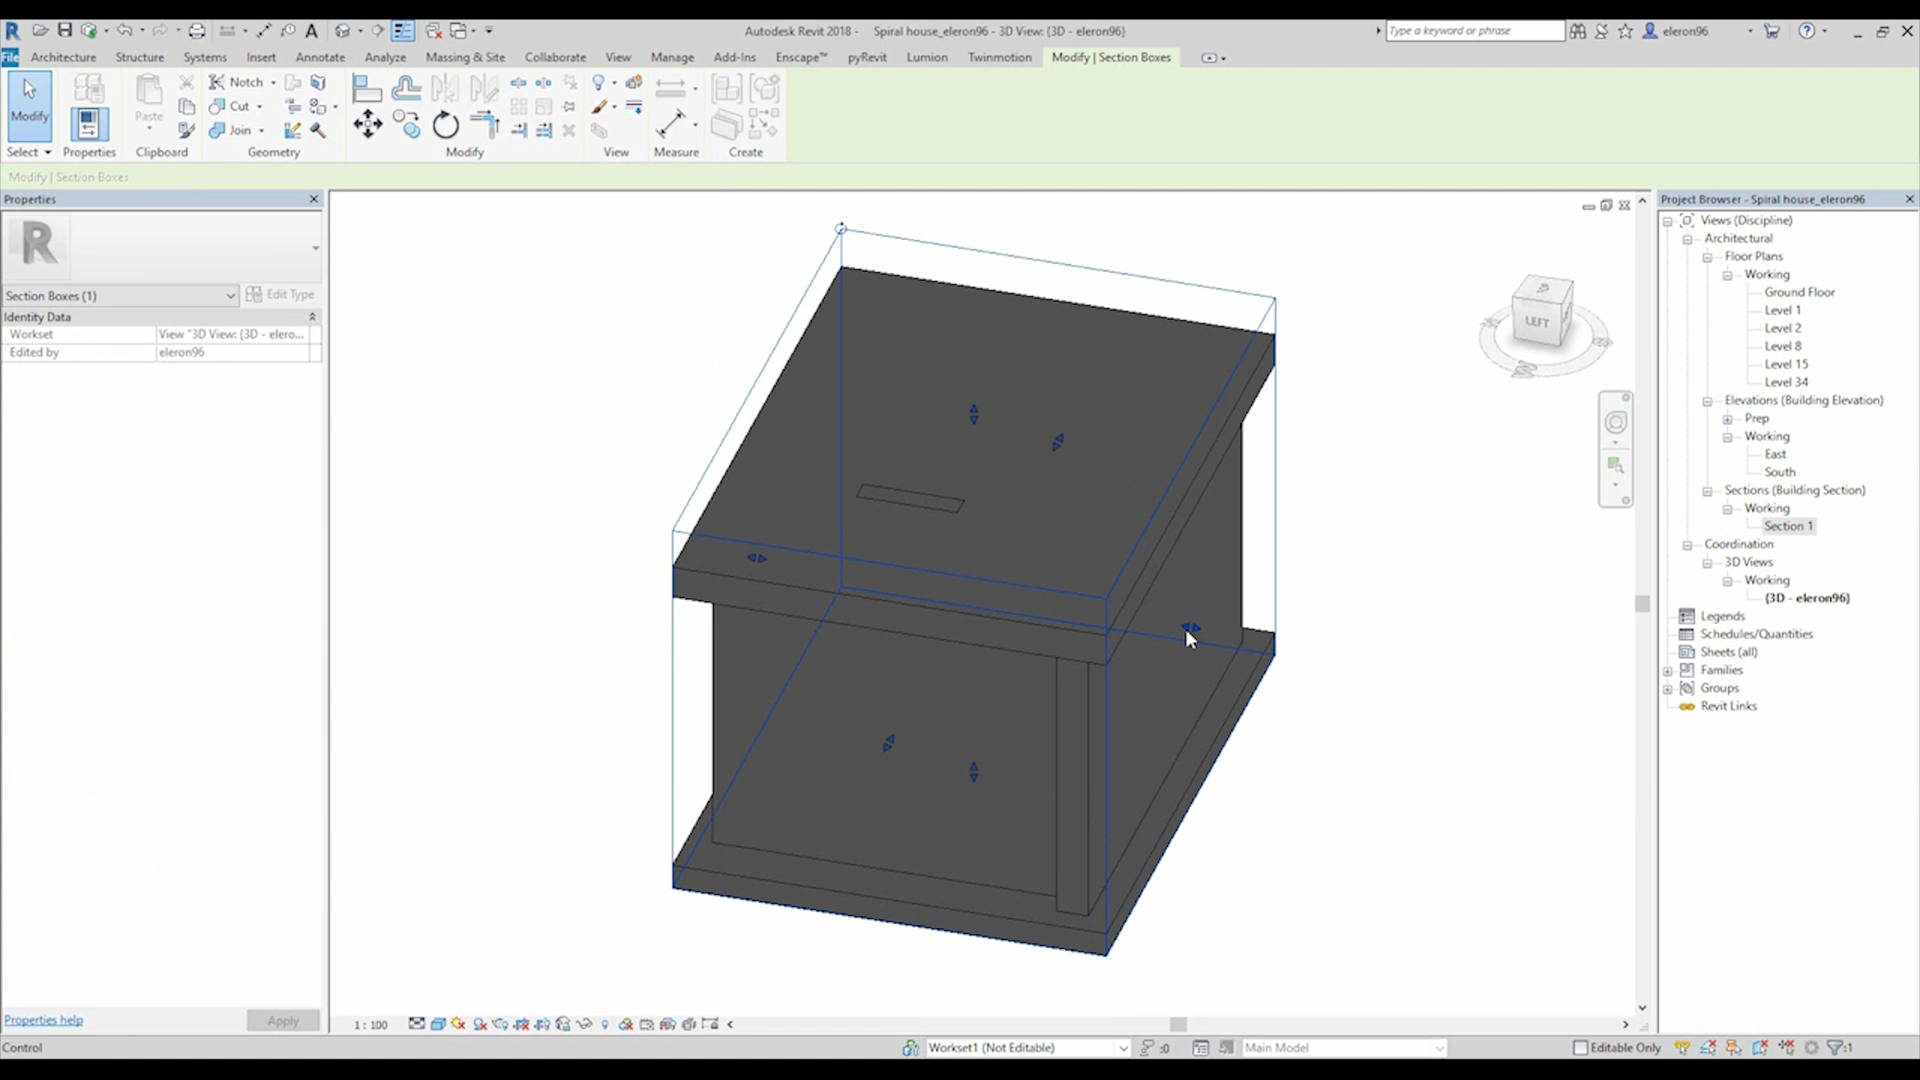 Autodesk Revit 2018 - Spiral house_eleron96 - 3D View: {3D - eleron96}
Type a keyword or phrase
eleron96
File Architecture Structure Systems Insert Annotate Analyze Massing & Site Collaborate View Manage Add-Ins Enscape™ pyRevit Lumion Twinmotion Modify | Section Boxes
Modify
Paste
Notch
Cut
Join
Select Properties Clipboard Geometry Modify View Measure Create
Modify | Section Boxes
Properties
Section Boxes (1)
Edit Type
Identity Data
Workset View "3D View: {3D - elero...
Edited by eleron96
Properties help
Apply
LEFT
Project Browser - Spiral house_eleron96
Views (Discipline)
Architectural
Floor Plans
Working
Ground Floor
Level 1
Level 2
Level 8
Level 15
Level 34
Elevations (Building Elevation)
Prep
Working
East
South
Sections (Building Section)
Working
Section 1
Coordination
3D Views
Working
{3D - eleron96}
Legends
Schedules/Quantities
Sheets (all)
Families
Groups
Revit Links
1 : 100
Control
Workset1 (Not Editable)
:0
Main Model
Editable Only
:1